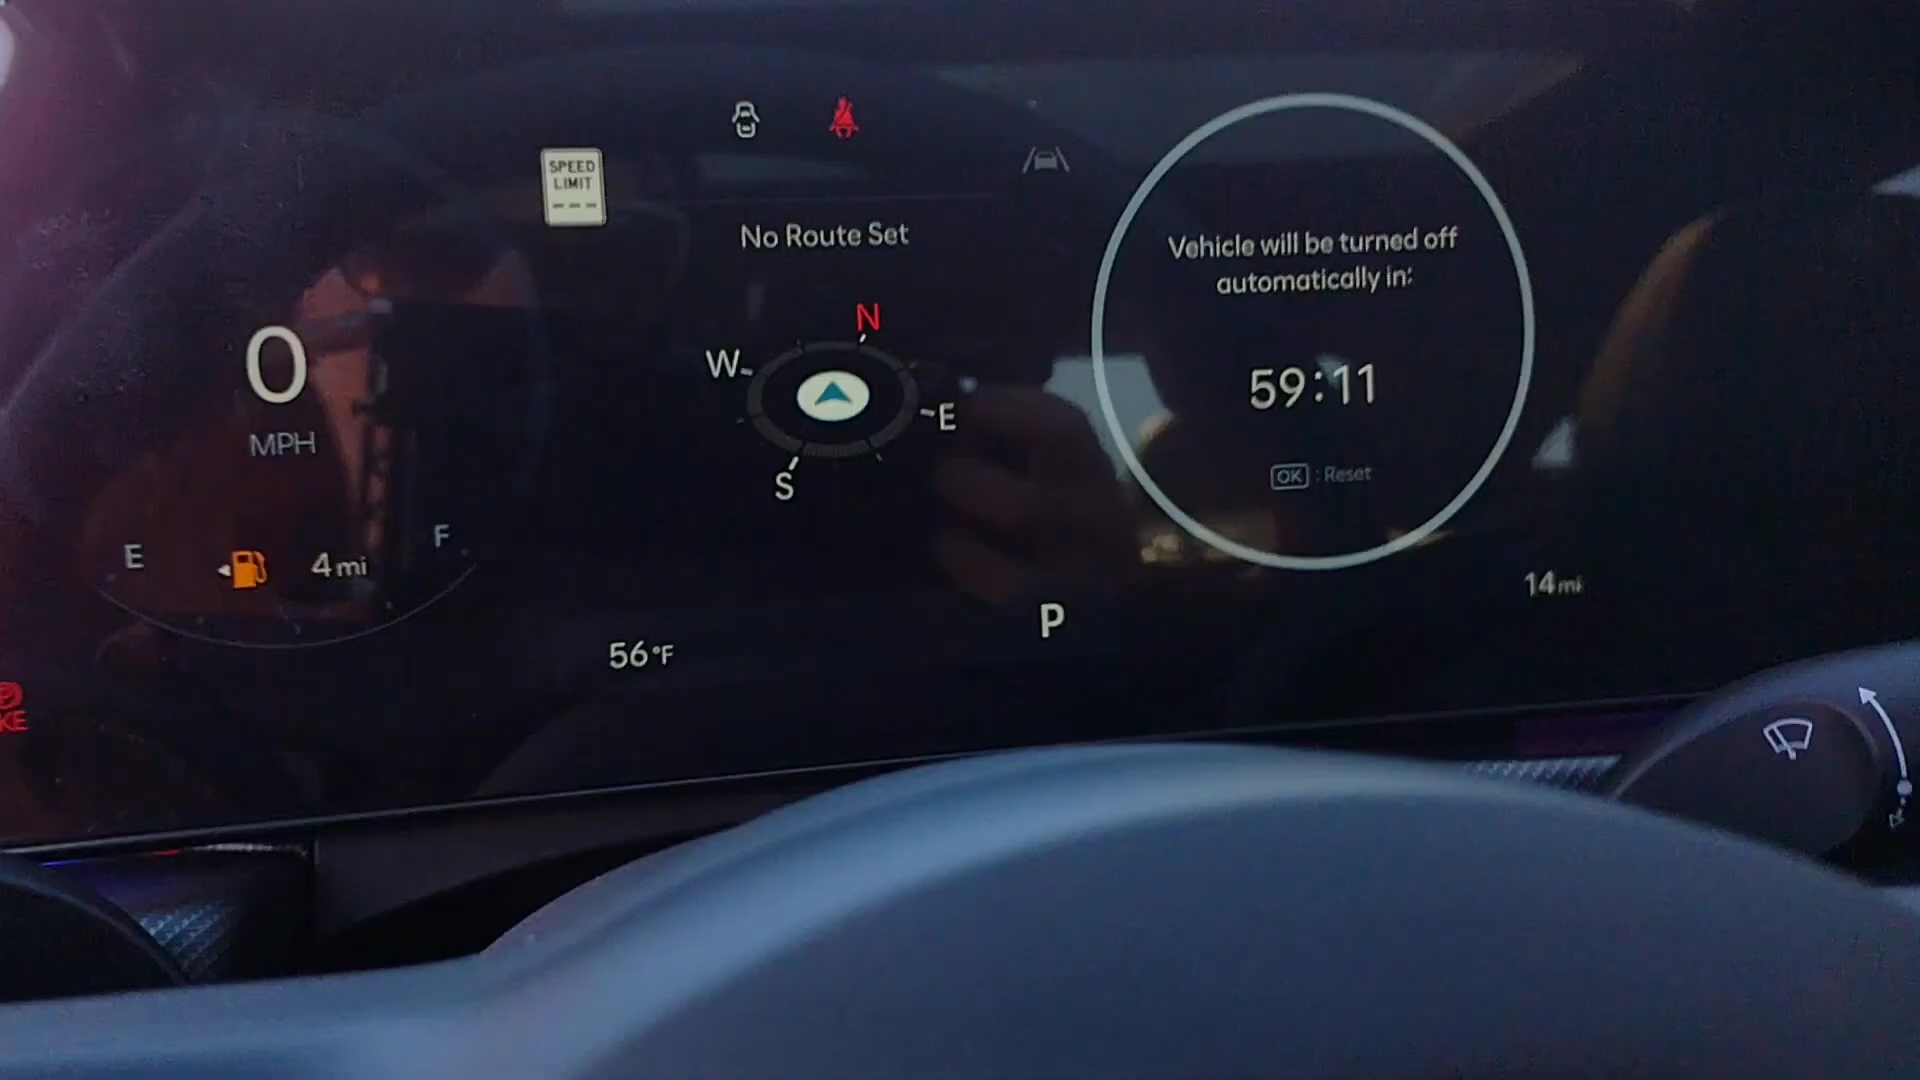 SPEED
LIMIT
---
No Route Set
N
W
E
S
0
MPH
E
F
4 mi
56°F
P
Vehicle will be turned off
automatically in:
59:11
OK : Reset
14 mi
KE